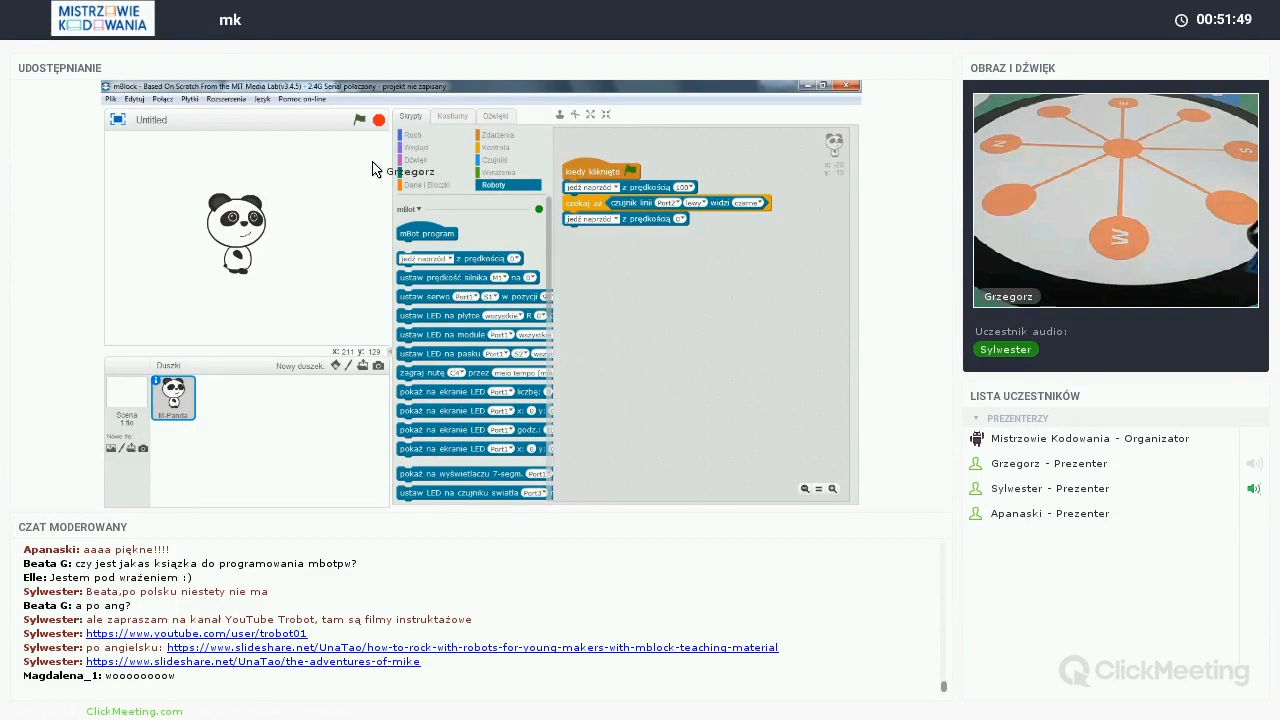 MISTRZOWIE
KODOWANIA
mk
00:51:49
UDOSTĘPNIANIE
mBlock - Based On Scratch From the MIT Media Lab(v3.4.5) - 2.4G Serial połączony - projekt nie zapisany
Plik Edytuj Połącz Płytki Rozszerzenia Język Pomoc on-line
Untitled
Skrypty Kostiumy Dźwięki
Ruch Zdarzenia
Wygląd Kontrola
Dźwięk Czujniki
Grzegorz Wyrażenia
Dane i Bloczki Roboty
mBot
mBot program
jedź naprzód z prędkością 0
ustaw prędkość silnika M1 na 0
ustaw serwo Port1 S1 w pozycji
ustaw LED na płytce wszystkie R 0
ustaw LED na module Port1 wszystkie
ustaw LED na pasku Port1 S2
zagraj nutę C4 przez
pokaż na ekranie LED Port1 liczbę:
pokaż na ekranie LED Port1 x: 0 y:
pokaż na ekranie LED Port1 godz.:
pokaż na ekranie LED Port1 x: 0 y:
pokaż na wyświetlaczu 7-segm. Port1
ustaw LED na czujniku światła Port3
kiedy kliknięto
jedź naprzód z prędkością 100
czekaj aż czujnik linii Port2 lewy widzi czarne
jedź naprzód z prędkością 0
x: -20
y: -19
x: 211 y: 129
Duszki Nowy duszek:
Scena
1 tło
M-Panda
Nowe tło:
OBRAZ I DŹWIĘK
E
N
W
Grzegorz
Uczestnik audio:
Sylwester
LISTA UCZESTNIKÓW
PREZENTERZY
Mistrzowie Kodowania - Organizator
Grzegorz - Prezenter
Sylwester - Prezenter
Apanaski - Prezenter
CZAT MODEROWANY
Apanaski: aaaa piękne!!!!
Beata G: czy jest jakas ksiązka do programowania mbotpw?
Elle: Jestem pod wrażeniem :)
Sylwester: Beata,po polsku niestety nie ma
Beata G: a po ang?
Sylwester: ale zapraszam na kanał YouTube Trobot, tam są filmy instruktażowe
Sylwester: https://www.youtube.com/user/trobot01
Sylwester: po angielsku: https://www.slideshare.net/UnaTao/how-to-rock-with-robots-for-young-makers-with-mblock-teaching-material
Sylwester: https://www.slideshare.net/UnaTao/the-adventures-of-mike
Magdalena_1: woooooooow
ClickMeeting
ClickMeeting.com